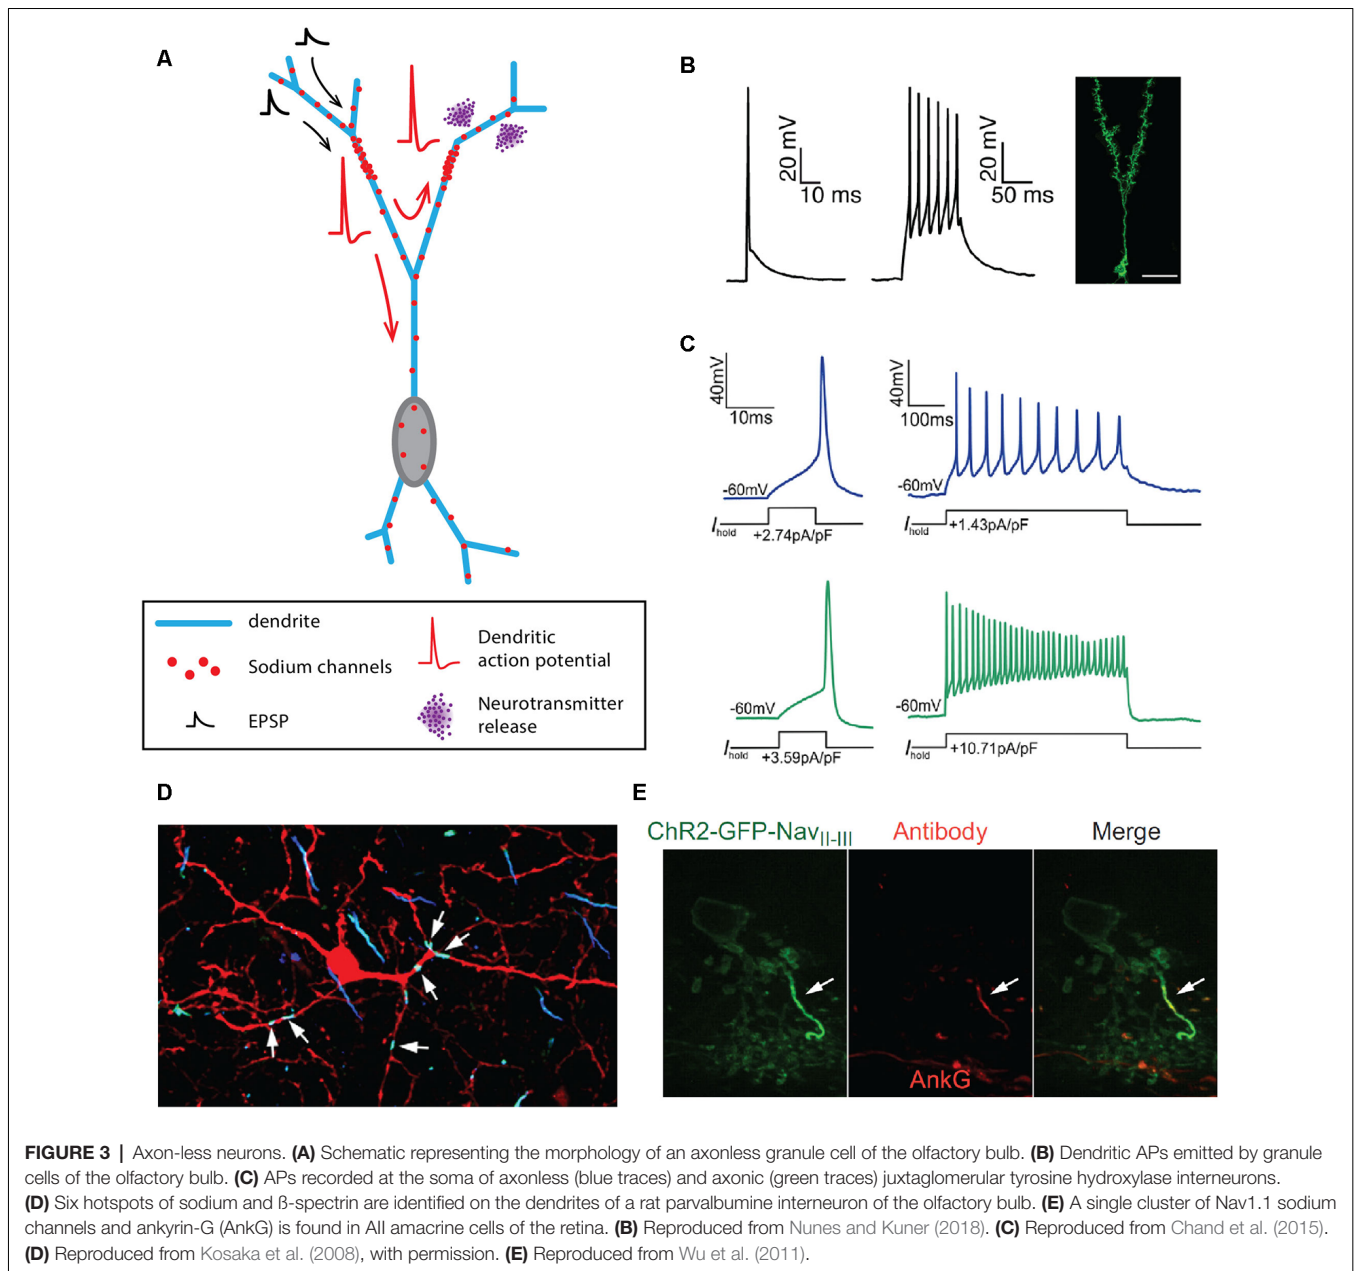 A
B
20 mV
10 ms
20 mV
50 ms
C
40mV
10ms
40mV
100ms
-60mV
-60mV
Ihold
+2.74pA/pF
Ihold
+1.43pA/pF
-60mV
-60mV
Ihold
+3.59pA/pF
Ihold
+10.71pA/pF
dendrite
Sodium channels
EPSP
Dendritic
action potential
Neurotransmitter
release
D
E
ChR2-GFP-NavII-III
Antibody
Merge
AnkG
FIGURE 3 | Axon-less neurons. (A) Schematic representing the morphology of an axonless granule cell of the olfactory bulb. (B) Dendritic APs emitted by granule
cells of the olfactory bulb. (C) APs recorded at the soma of axonless (blue traces) and axonic (green traces) juxtaglomerular tyrosine hydroxylase interneurons.
(D) Six hotspots of sodium and ß-spectrin are identified on the dendrites of a rat parvalbumine interneuron of the olfactory bulb. (E) A single cluster of Nav1.1 sodium
channels and ankyrin-G (AnkG) is found in AII amacrine cells of the retina. (B) Reproduced from Nunes and Kuner (2018). (C) Reproduced from Chand et al. (2015).
(D) Reproduced from Kosaka et al. (2008), with permission. (E) Reproduced from Wu et al. (2011).